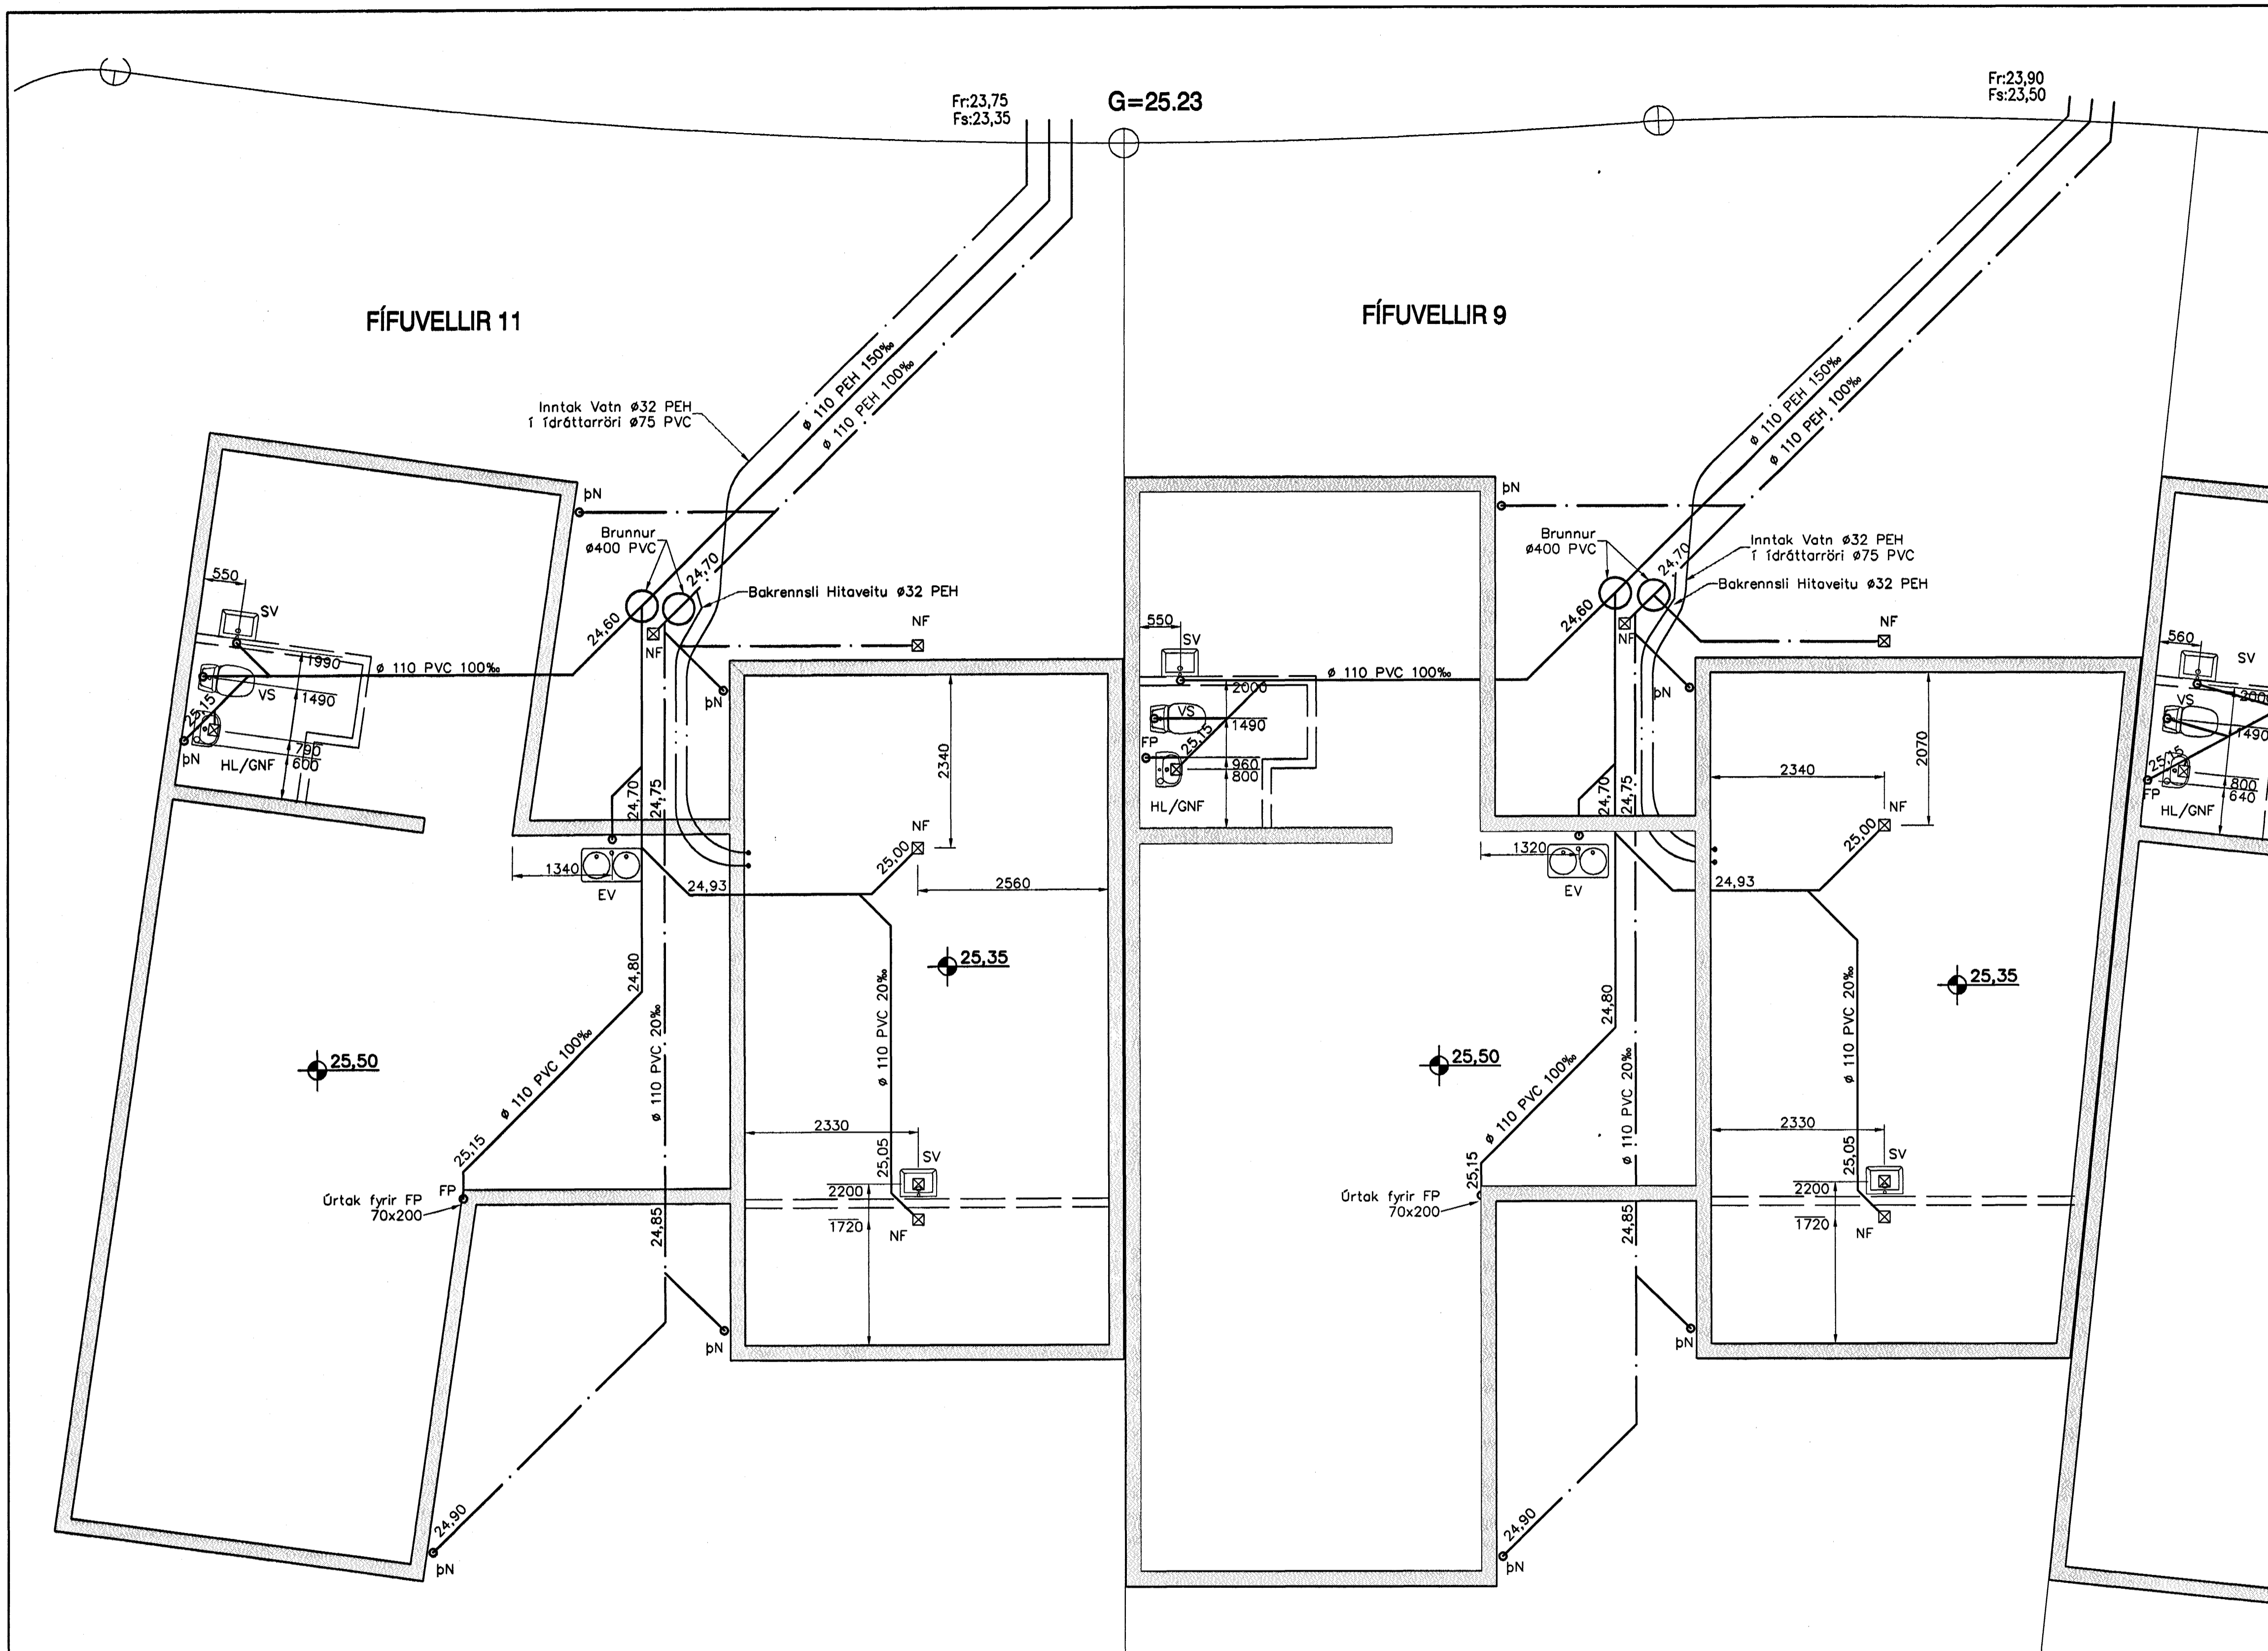 Fr:23,75
Fs:23,35
G=25.23
Fr:23,90
Fs:23,50
FÍFUVELLIR 11
FÍFUVELLIR 9
ø 110 PEH 150‰
ø 110 PEH 100‰
Inntak Vatn ø32 PEH
í ídráttarröri ø75 PVC
þN
Brunnur
ø400 PVC
24,70
Bakrennsli Hitaveitu ø32 PEH
24,60
NF
NF
550
SV
1990
ø 110 PVC 100‰
VS
1490
25,15
790
600
þN
HL/GNF
þN
24,70
24,75
2340
NF
25,00
1340
EV
24,93
2560
24,80
25,35
ø 110 PVC 20‰
ø 110 PVC 20‰
25,50
ø 110 PVC 100‰
2330
25,05
SV
25,15
FP
Úrtak fyrir FP
70x200
2200
1720
NF
24,85
þN
24,90
þN
ø 110 PEH 150‰
ø 110 PEH 100‰
þN
Brunnur
ø400 PVC
24,70
Inntak Vatn ø32 PEH
í ídráttarröri ø75 PVC
Bakrennsli Hitaveitu ø32 PEH
24,60
NF
NF
550
SV
2000
ø 110 PVC 100‰
VS
1490
FP
25,15
960
800
HL/GNF
þN
24,70
24,75
2340
2070
NF
25,00
1320
EV
24,93
24,80
25,35
ø 110 PVC 20‰
ø 110 PVC 20‰
25,50
ø 110 PVC 100‰
2330
25,05
SV
25,15
Úrtak fyrir FP
70x200
2200
1720
NF
24,85
þN
24,90
þN
560
SV
2000
VS
1490
25,15
800
640
FP
HL/GNF